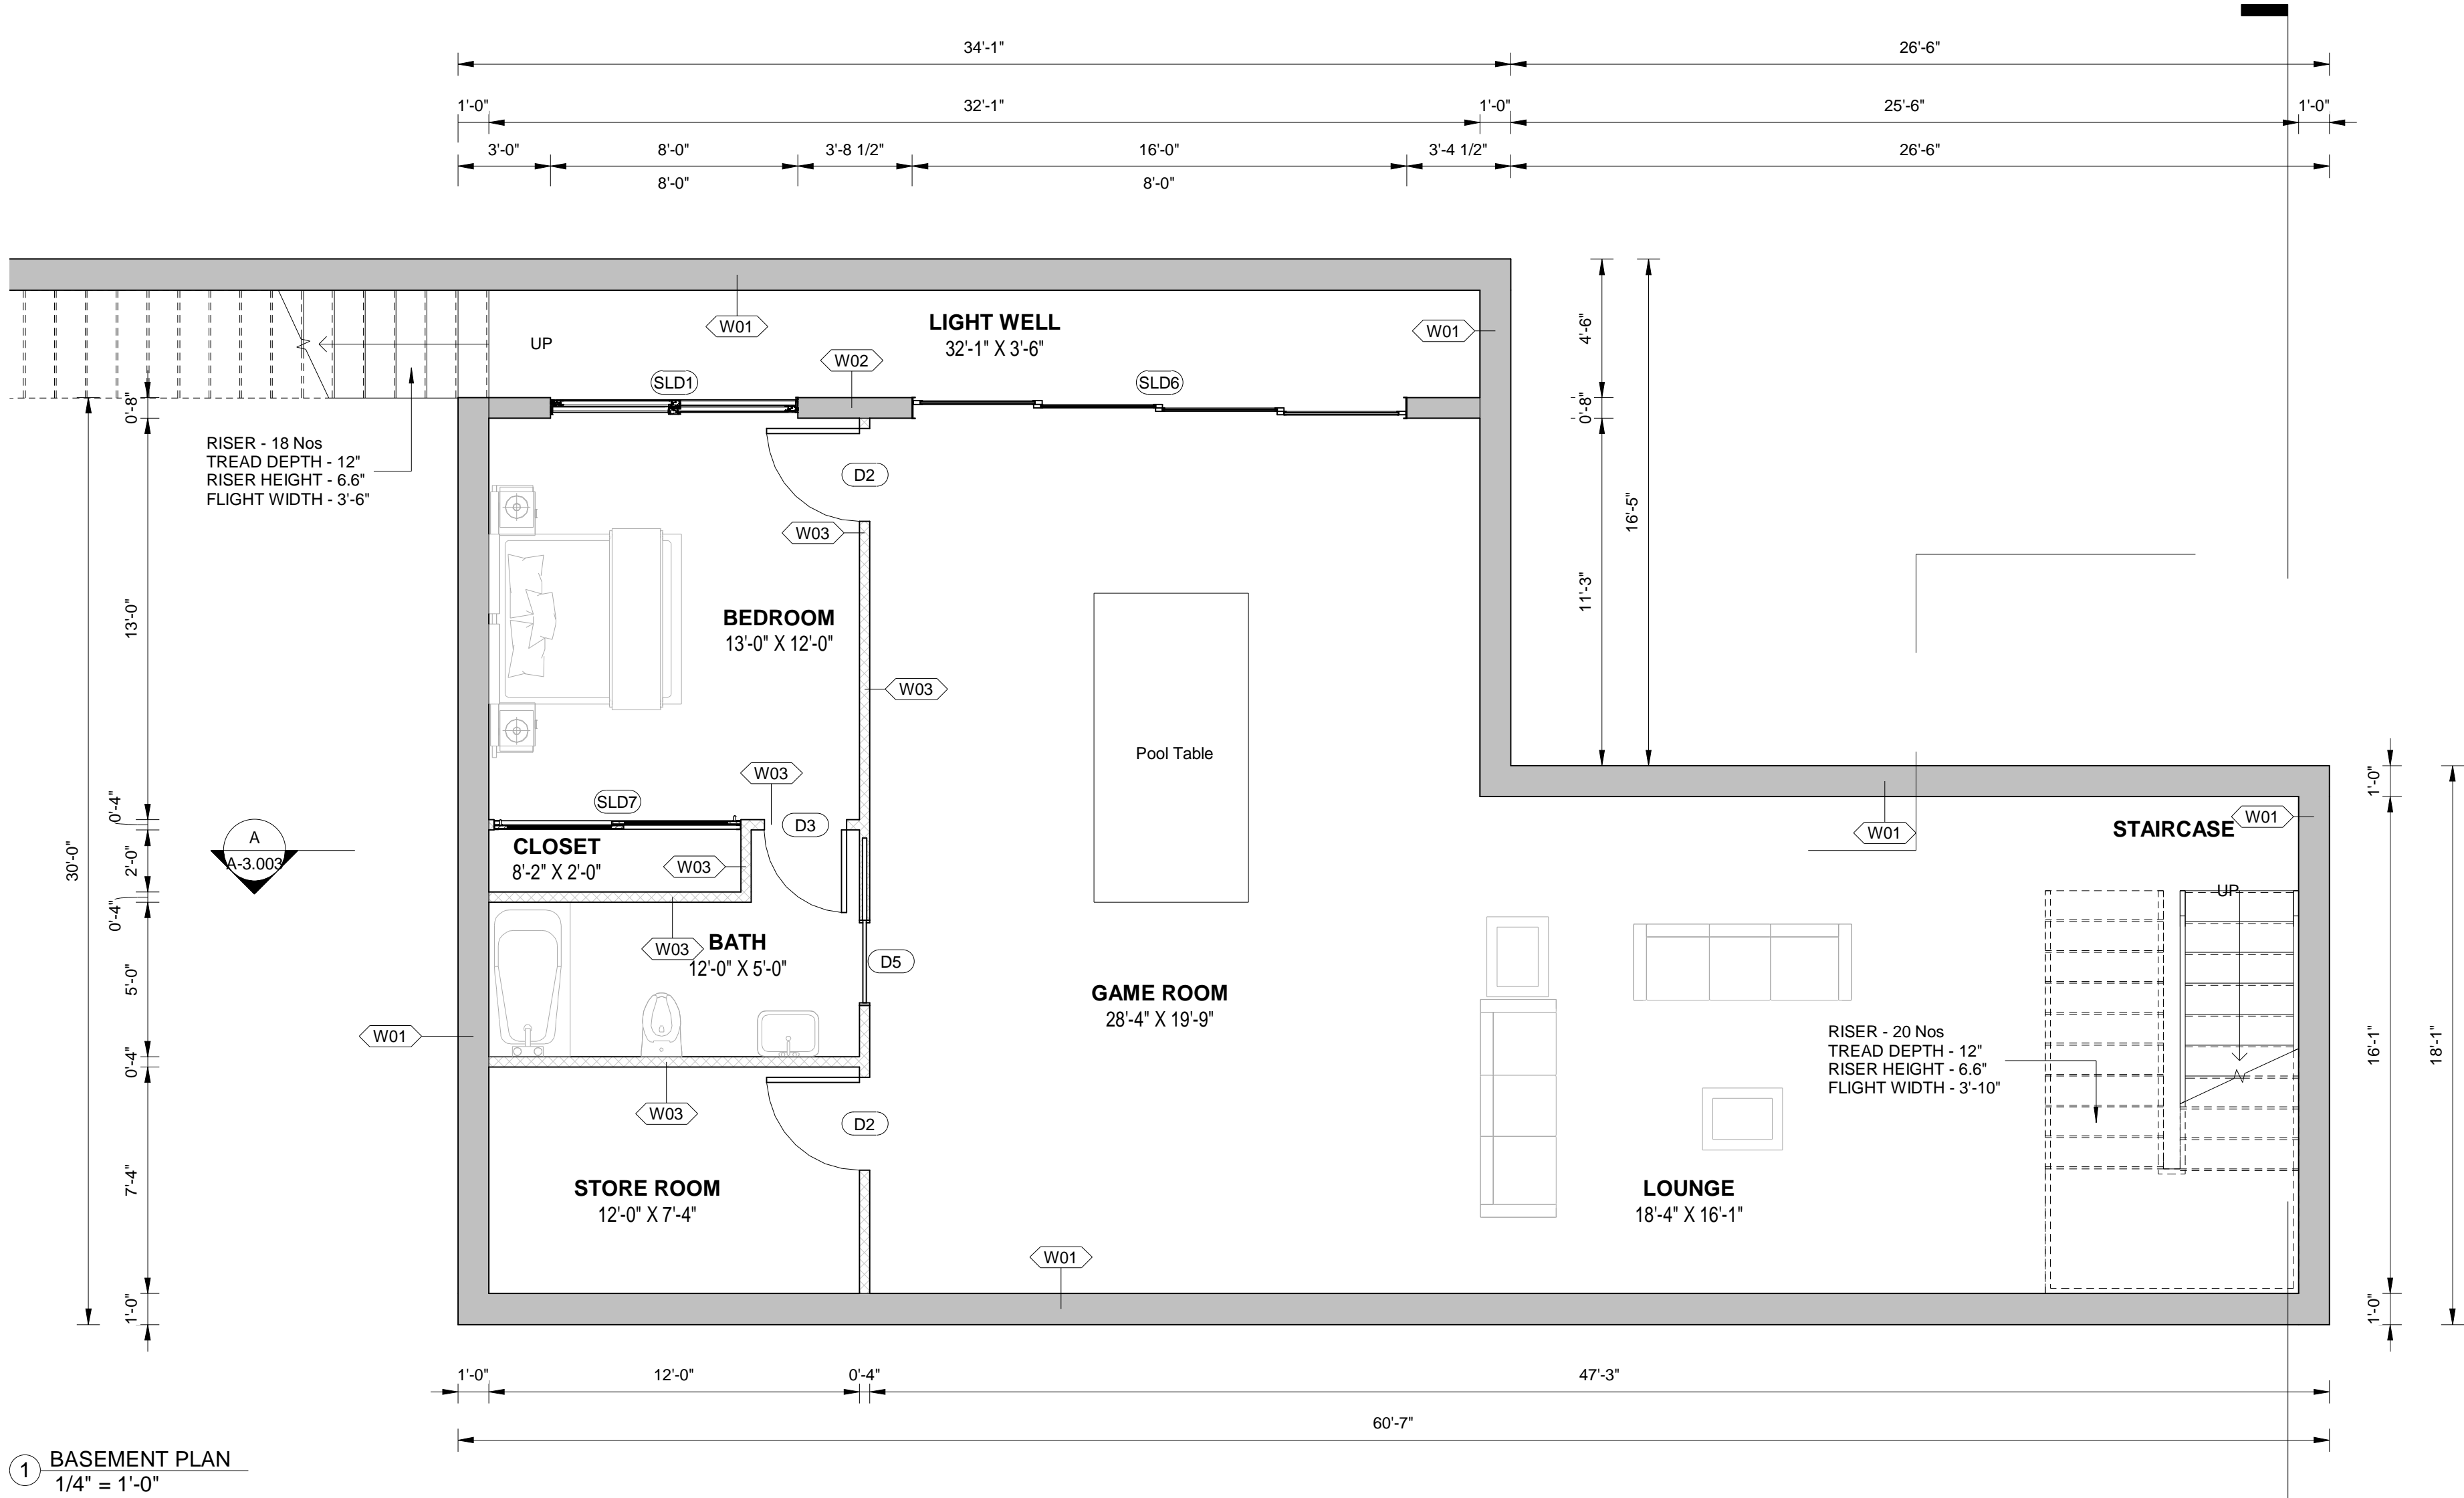 34'-1" 26'-6"
1'-0" 32'-1" 1'-0" 25'-6" 1'-0"
3'-0" 8'-0" 3'-8 1/2" 16'-0" 3'-4 1/2" 26'-6"
8'-0" 8'-0"
LIGHT WELL
32'-1" X 3'-6"
UP
W01
W01
W02
SLD1
SLD6
4'-6"
0'-8"
11'-3"
16'-5"
0'-8"
RISER - 18 Nos
TREAD DEPTH - 12"
RISER HEIGHT - 6.6"
FLIGHT WIDTH - 3'-6"
D2
W03
BEDROOM
13'-0" X 12'-0"
W03
Pool Table
13'-0"
0'-4"
2'-0"
0'-4"
5'-0"
0'-4"
7'-4"
1'-0"
30'-0"
A
A-3.003
W03
SLD7
D3
CLOSET
8'-2" X 2'-0"
W03
W03
BATH
12'-0" X 5'-0"
D5
W01
W03
D2
STORE ROOM
12'-0" X 7'-4"
GAME ROOM
28'-4" X 19'-9"
W01
W01
STAIRCASE
W01
UP
RISER - 20 Nos
TREAD DEPTH - 12"
RISER HEIGHT - 6.6"
FLIGHT WIDTH - 3'-10"
LOUNGE
18'-4" X 16'-1"
1'-0"
16'-1"
1'-0"
18'-1"
1'-0" 12'-0" 0'-4" 47'-3"
60'-7"
1 BASEMENT PLAN
1/4" = 1'-0"